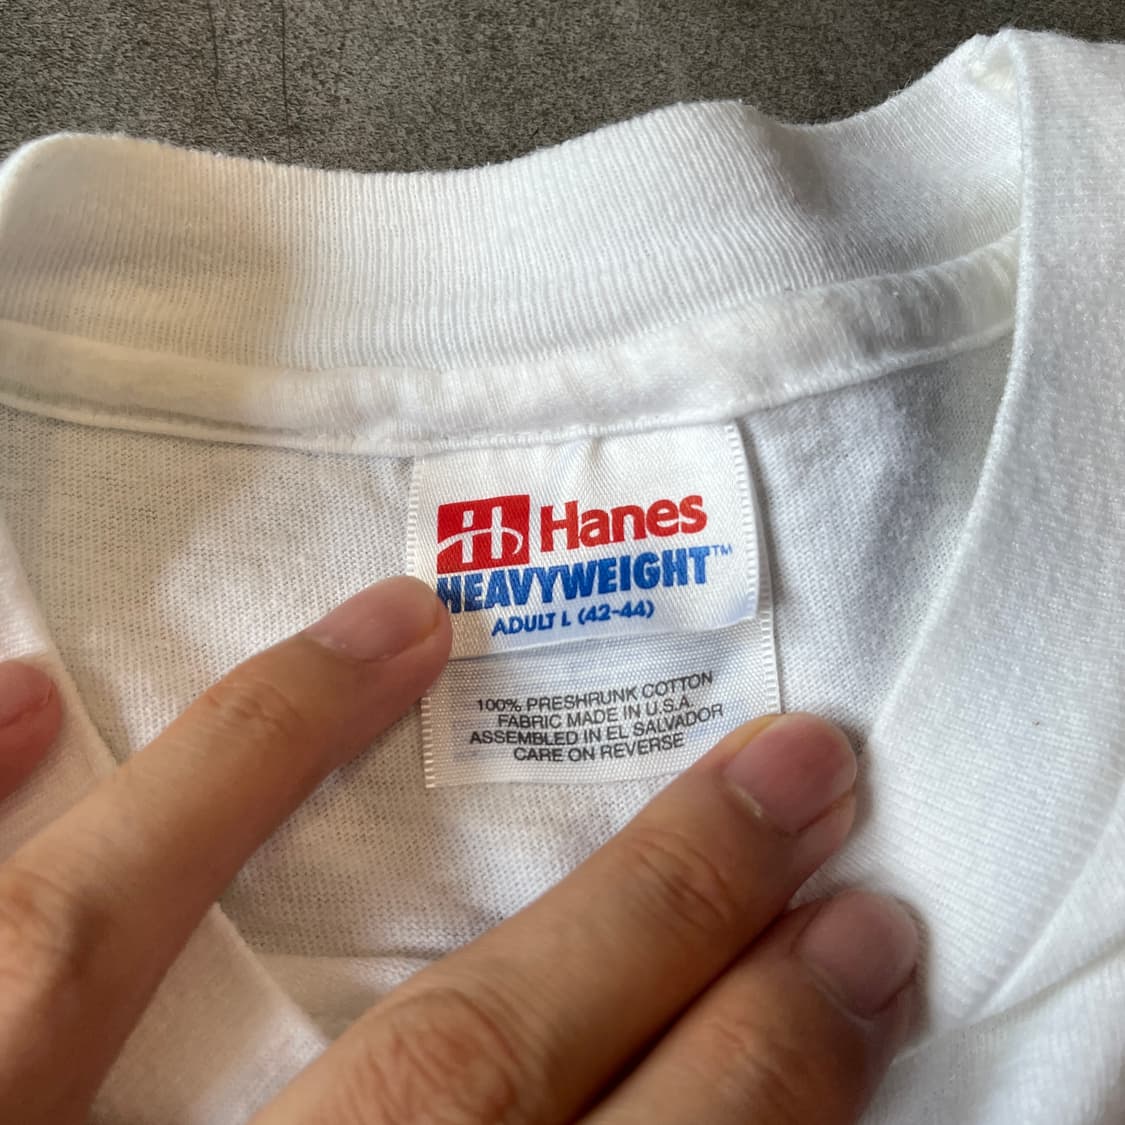 H Hanes
HEAVYWEIGHT™
ADULT L (42-44)
100% PRESHRUNK COTTON
FABRIC MADE IN U.S.A.
ASSEMBLED IN EL SALVADOR
CARE ON REVERSE